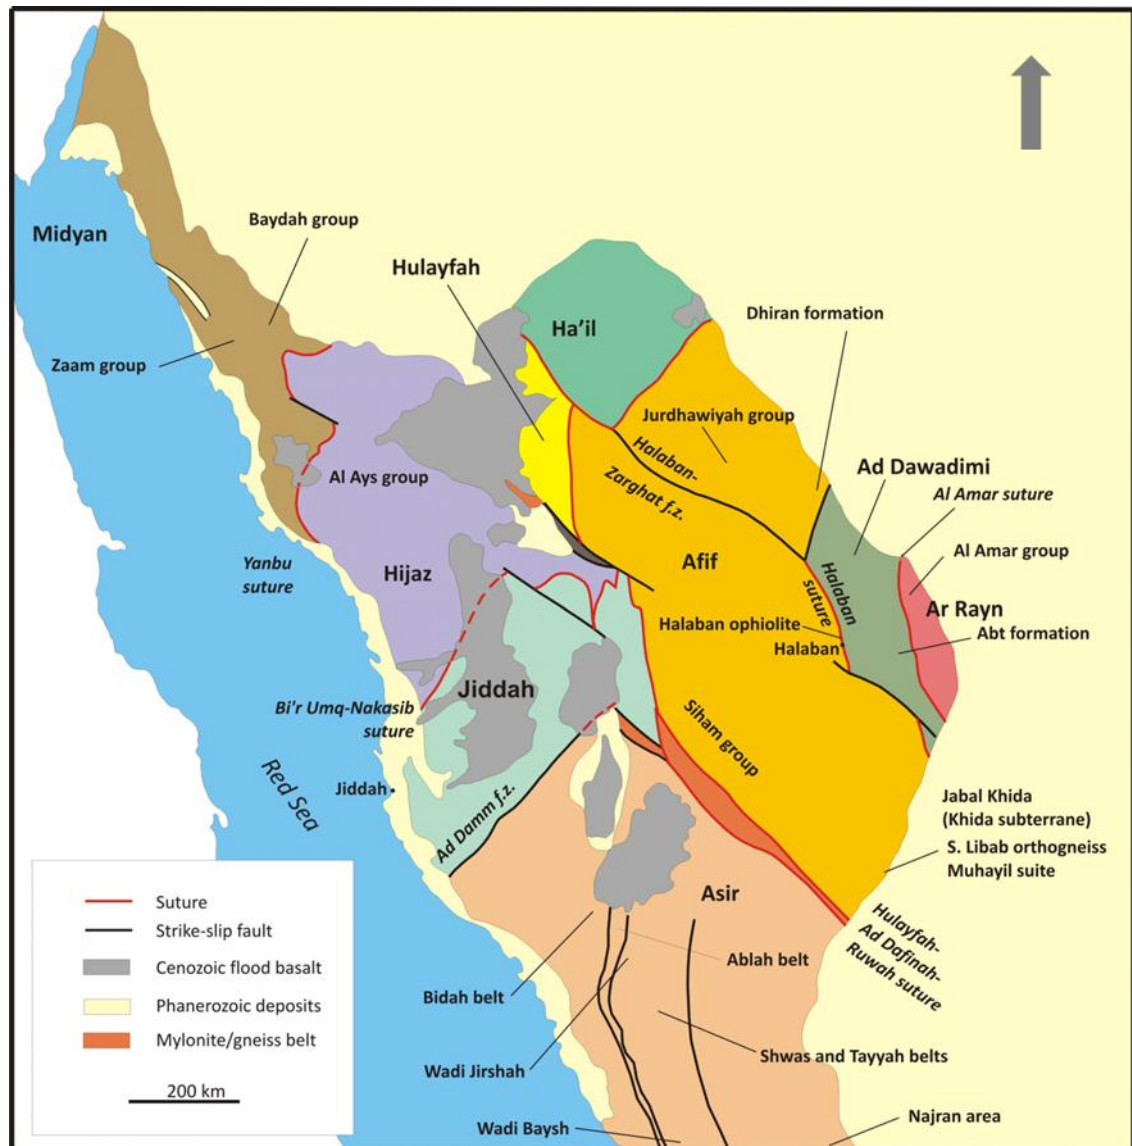 Midyan
Baydah group
Hulayfah
Ha'il
Dhiran formation
Zaam group
Jurdhawiyah group
Halaban-
Zarghat f.z.
Ad Dawadimi
Al Amar suture
Al Ays group
Al Amar group
Yanbu
suture
Hijaz
Afif
Halaban
suture
Ar Rayn
Halaban ophiolite
Abt formation
Halaban
Jiddah
Bi'r Umq-Nakasib
suture
Siham group
Red Sea
Jiddah
Ad Damm f.z.
Jabal Khida
(Khida subterrane)
S. Libab orthogneiss
Muhayil suite
Asir
Hulayfah-
Ad Dafinah-
Ruwah suture
Ablah belt
Bidah belt
Shwas and Tayyah belts
Wadi Jirshah
Najran area
Wadi Baysh
Suture
Strike-slip fault
Cenozoic flood basalt
Phanerozoic deposits
Mylonite/gneiss belt
200 km